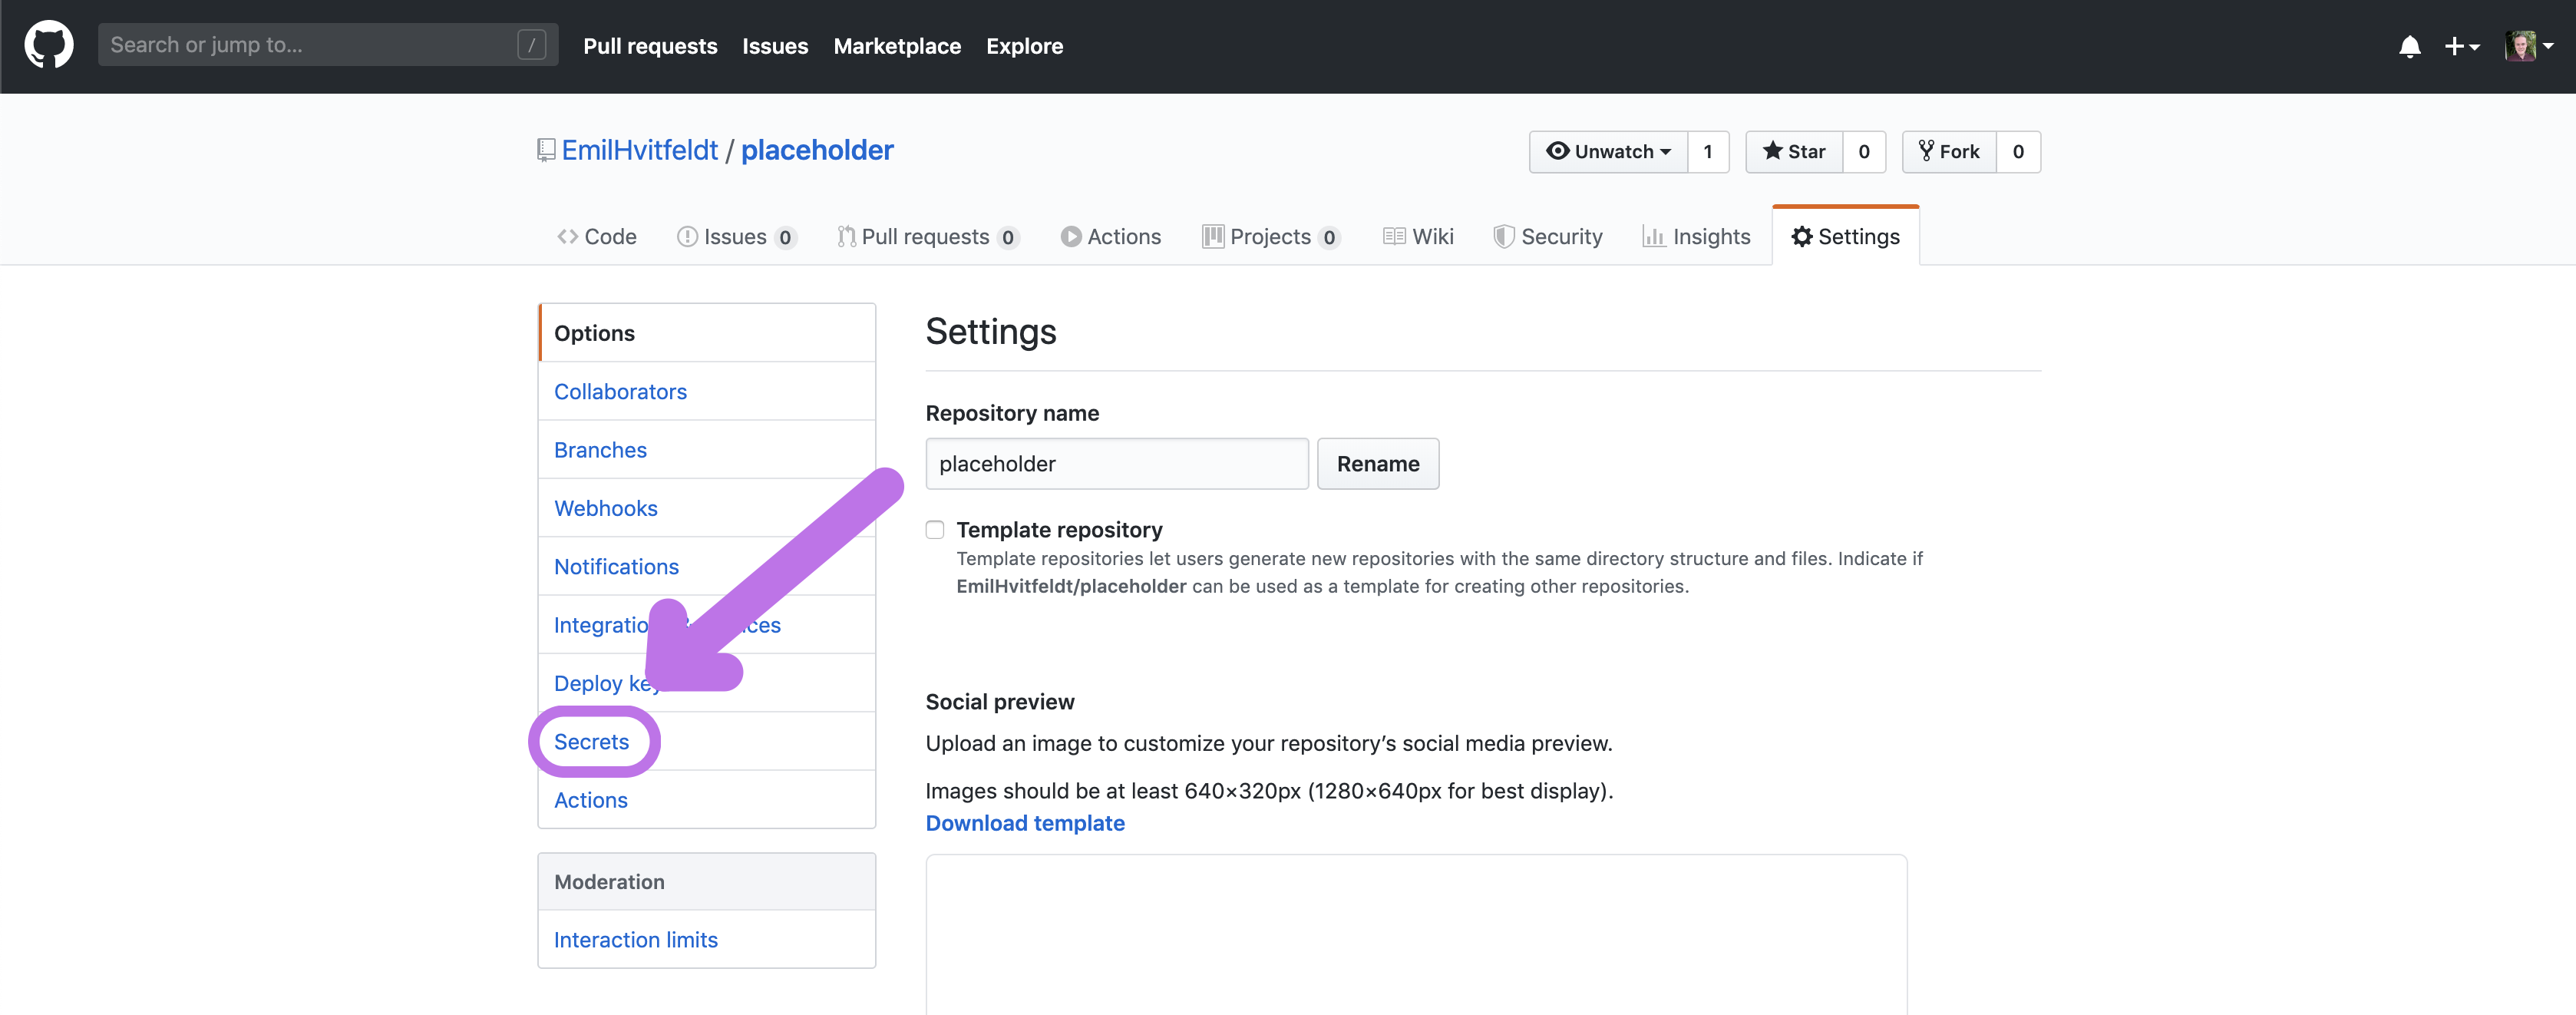 Search or jump to... /
Pull requests Issues Marketplace Explore
EmilHvitfeldt / placeholder
Unwatch 1 Star 0 Fork 0
Code Issues 0 Pull requests 0 Actions Projects 0 Wiki Security Insights Settings
Options
Collaborators
Branches
Webhooks
Notifications
Deploy
Secrets
Actions
Moderation
Interaction limits
Settings
Repository name
placeholder Rename
Template repository
Template repositories let users generate new repositories with the same directory structure and files. Indicate if
EmilHvitfeldt/placeholder can be used as a template for creating other repositories.
Social preview
Upload an image to customize your repository’s social media preview.
Images should be at least 640×320px (1280×640px for best display).
Download template